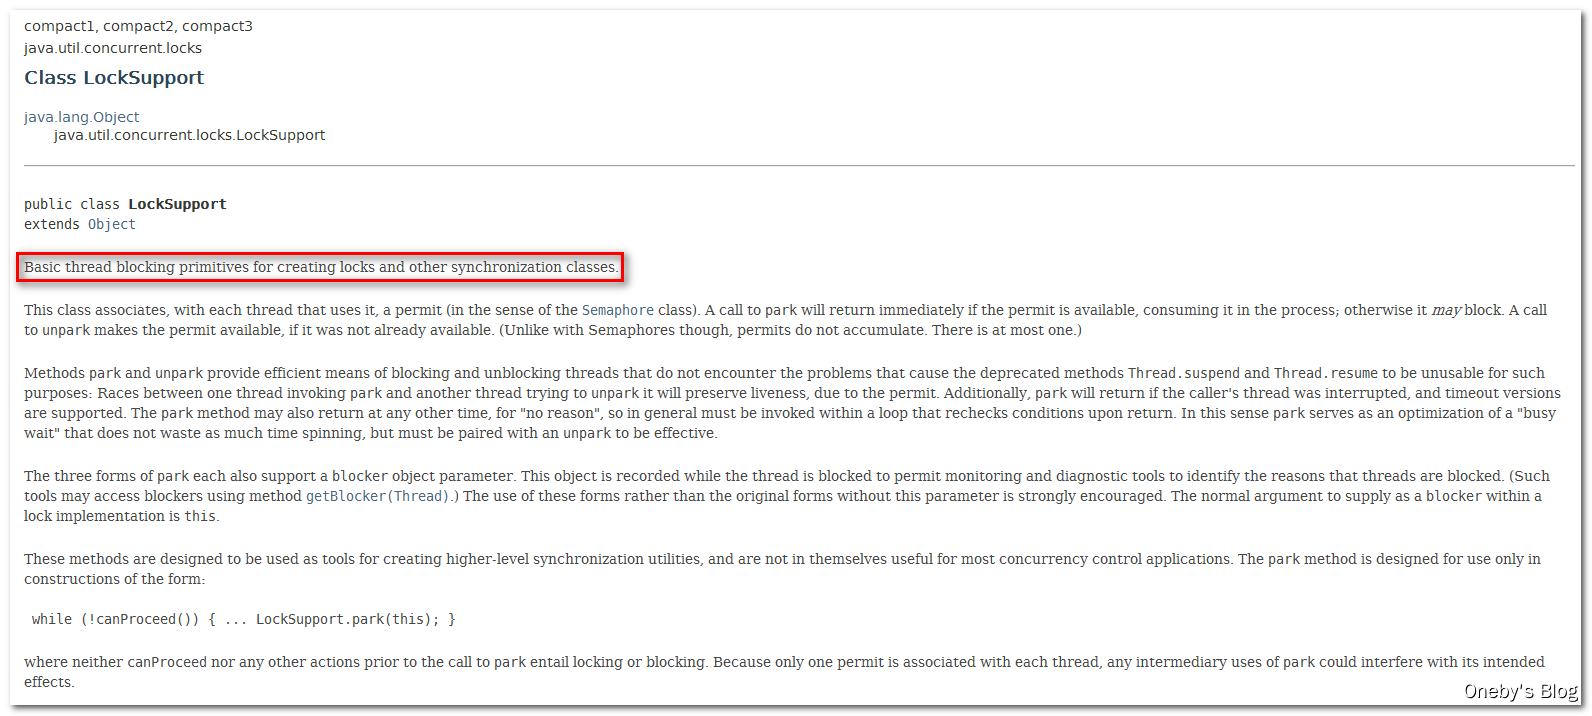 compact1, compact2, compact3
java.util.concurrent.locks
Class LockSupport
java.lang.Object
java.util.concurrent.locks.LockSupport
public class LockSupport
extends Object
Basic thread blocking primitives for creating locks and other synchronization classes.
This class associates, with each thread that uses it, a permit (in the sense of the Semaphore class). A call to park will return immediately if the permit is available, consuming it in the process; otherwise it may block. A call
to unpark makes the permit available, if it was not already available. (Unlike with Semaphores though, permits do not accumulate. There is at most one.)
Methods park and unpark provide efficient means of blocking and unblocking threads that do not encounter the problems that cause the deprecated methods Thread.suspend and Thread.resume to be unusable for such
purposes: Races between one thread invoking park and another thread trying to unpark it will preserve liveness, due to the permit. Additionally, park will return if the caller's thread was interrupted, and timeout versions
are supported. The park method may also return at any other time, for "no reason", so in general must be invoked within a loop that rechecks conditions upon return. In this sense park serves as an optimization of a "busy
wait" that does not waste as much time spinning, but must be paired with an unpark to be effective.
The three forms of park each also support a blocker object parameter. This object is recorded while the thread is blocked to permit monitoring and diagnostic tools to identify the reasons that threads are blocked. (Such
tools may access blockers using method getBlocker(Thread).) The use of these forms rather than the original forms without this parameter is strongly encouraged. The normal argument to supply as a blocker within a
lock implementation is this.
These methods are designed to be used as tools for creating higher-level synchronization utilities, and are not in themselves useful for most concurrency control applications. The park method is designed for use only in
constructions of the form:
while (!canProceed()) { ... LockSupport.park(this); }
where neither canProceed nor any other actions prior to the call to park entail locking or blocking. Because only one permit is associated with each thread, any intermediary uses of park could interfere with its intended
effects.
Oneby's Blog